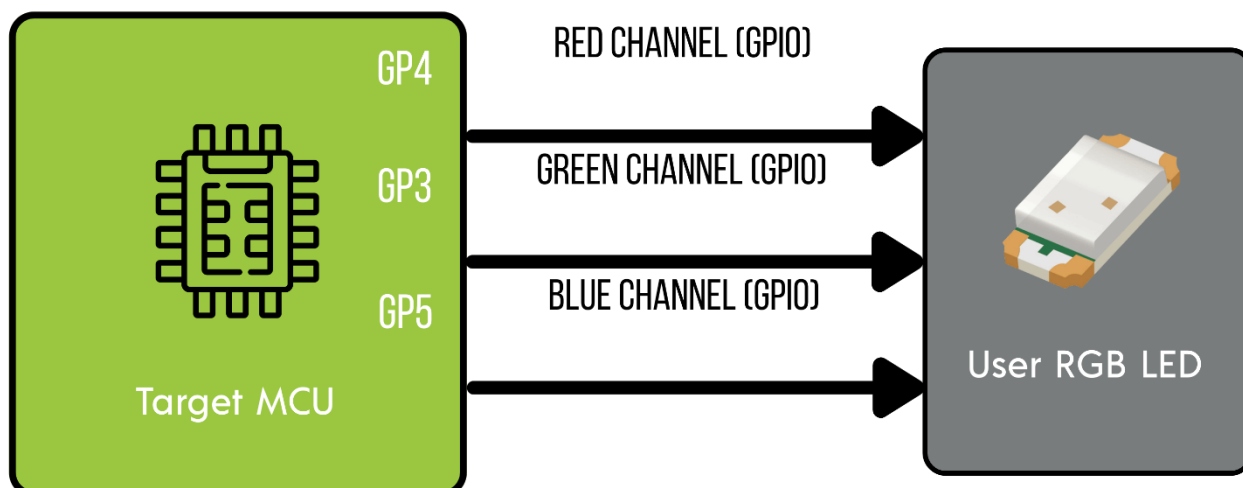 GP4
RED CHANNEL (GPIO)
GP3
GREEN CHANNEL (GPIO)
GP5
BLUE CHANNEL (GPIO)
Target MCU
User RGB LED